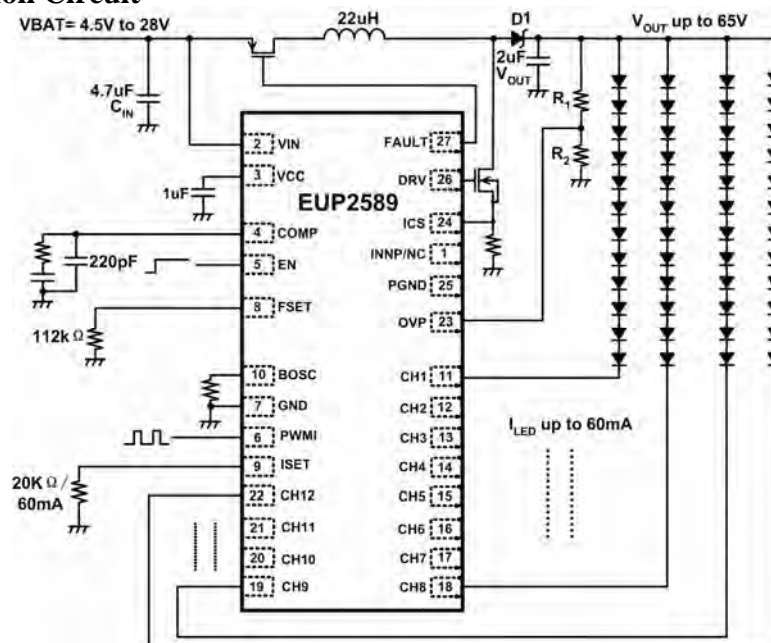 on Circuit
VBAT= 4.5V to 28V
22uH
D1
VOUT up to 65V
4.7uF
CIN
2uF
VOUT
R1
R2
2 VIN
FAULT 27
3 VCC
1uF
DRV 26
EUP2589
4 COMP
ICS 24
220pF
5 EN
INNP/NC 1
PGND 25
8 FSET
OVP 23
112kΩ
10 BOSC
CH1 11
7 GND
CH2 12
ILED up to 60mA
6 PWMI
CH3 13
9 ISET
CH4 14
20KΩ/
60mA
22 CH12
CH5 15
21 CH11
CH6 16
20 CH10
CH7 17
19 CH9
CH8 18